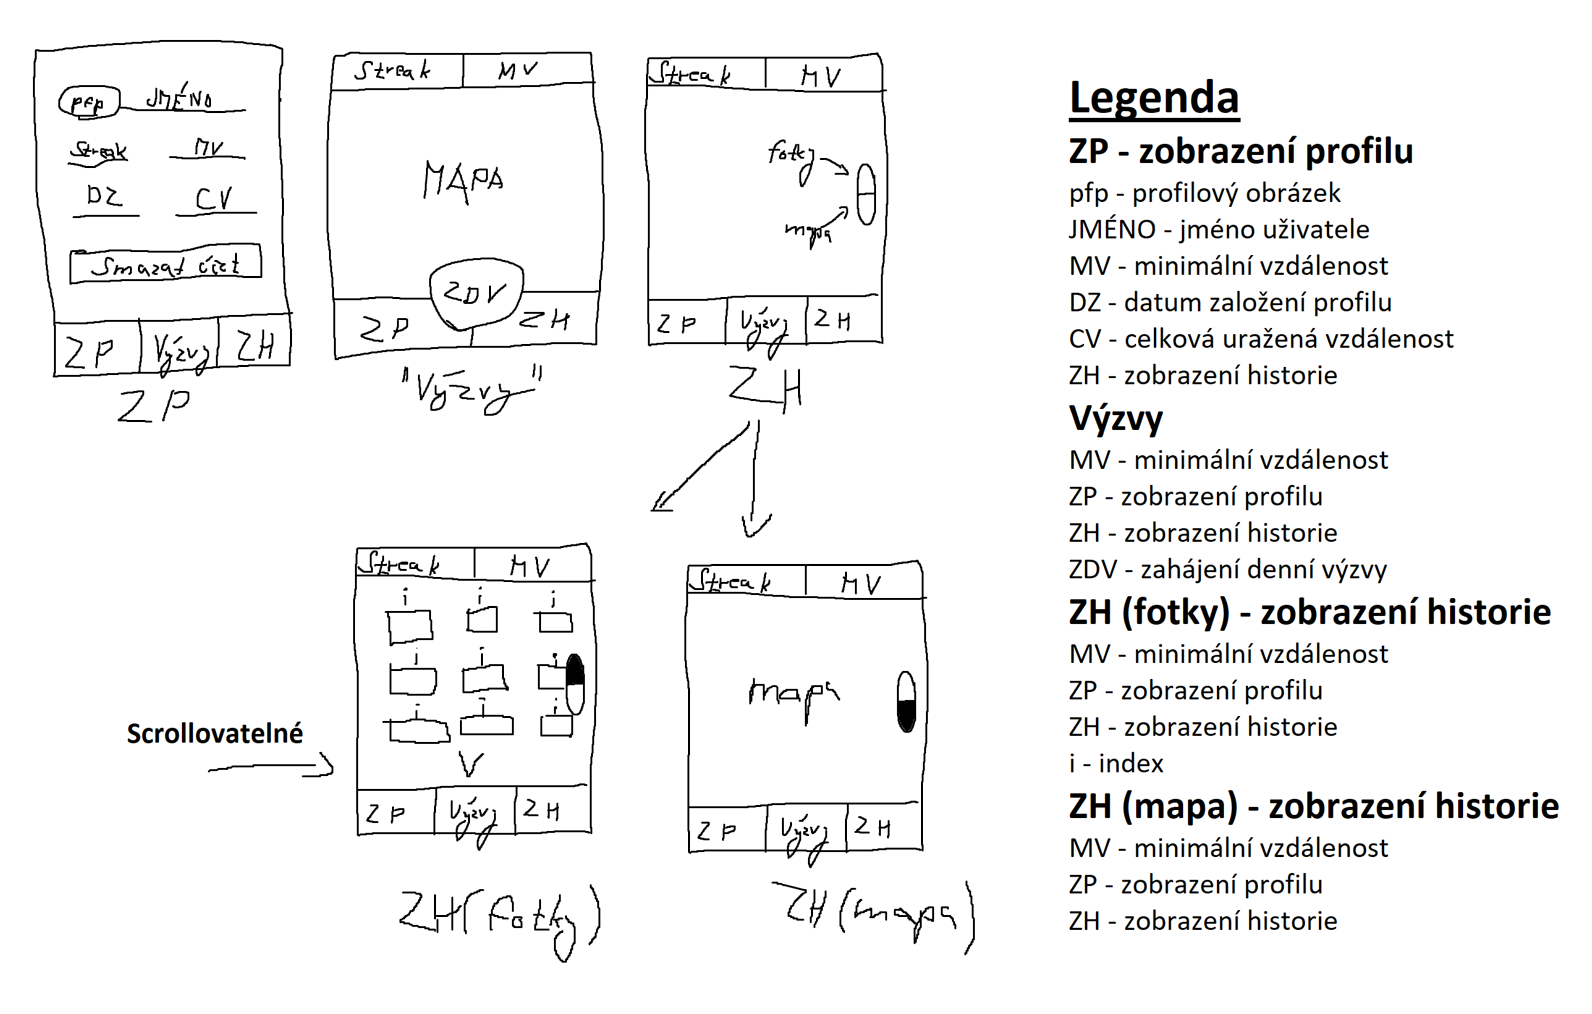 pfp JMÉNO
Streak MV
DZ CV
Smazat účet
ZP Výzvy ZH
ZP
Streak MV
MAPA
ZDV
ZP ZH
"Výzvy"
Streak MV
fotky
mapa
ZP Výzvy ZH
ZH
Streak MV
i i i
i i i
i i i
ZP Výzvy ZH
ZH (fotky)
Scrollovatelné
Streak MV
mapa
ZP Výzvy ZH
ZH (mapa)
Legenda
ZP - zobrazení profilu
pfp - profilový obrázek
JMÉNO - jméno uživatele
MV - minimální vzdálenost
DZ - datum založení profilu
CV - celková uražená vzdálenost
ZH - zobrazení historie
Výzvy
MV - minimální vzdálenost
ZP - zobrazení profilu
ZH - zobrazení historie
ZDV - zahájení denní výzvy
ZH (fotky) - zobrazení historie
MV - minimální vzdálenost
ZP - zobrazení profilu
ZH - zobrazení historie
i - index
ZH (mapa) - zobrazení historie
MV - minimální vzdálenost
ZP - zobrazení profilu
ZH - zobrazení historie